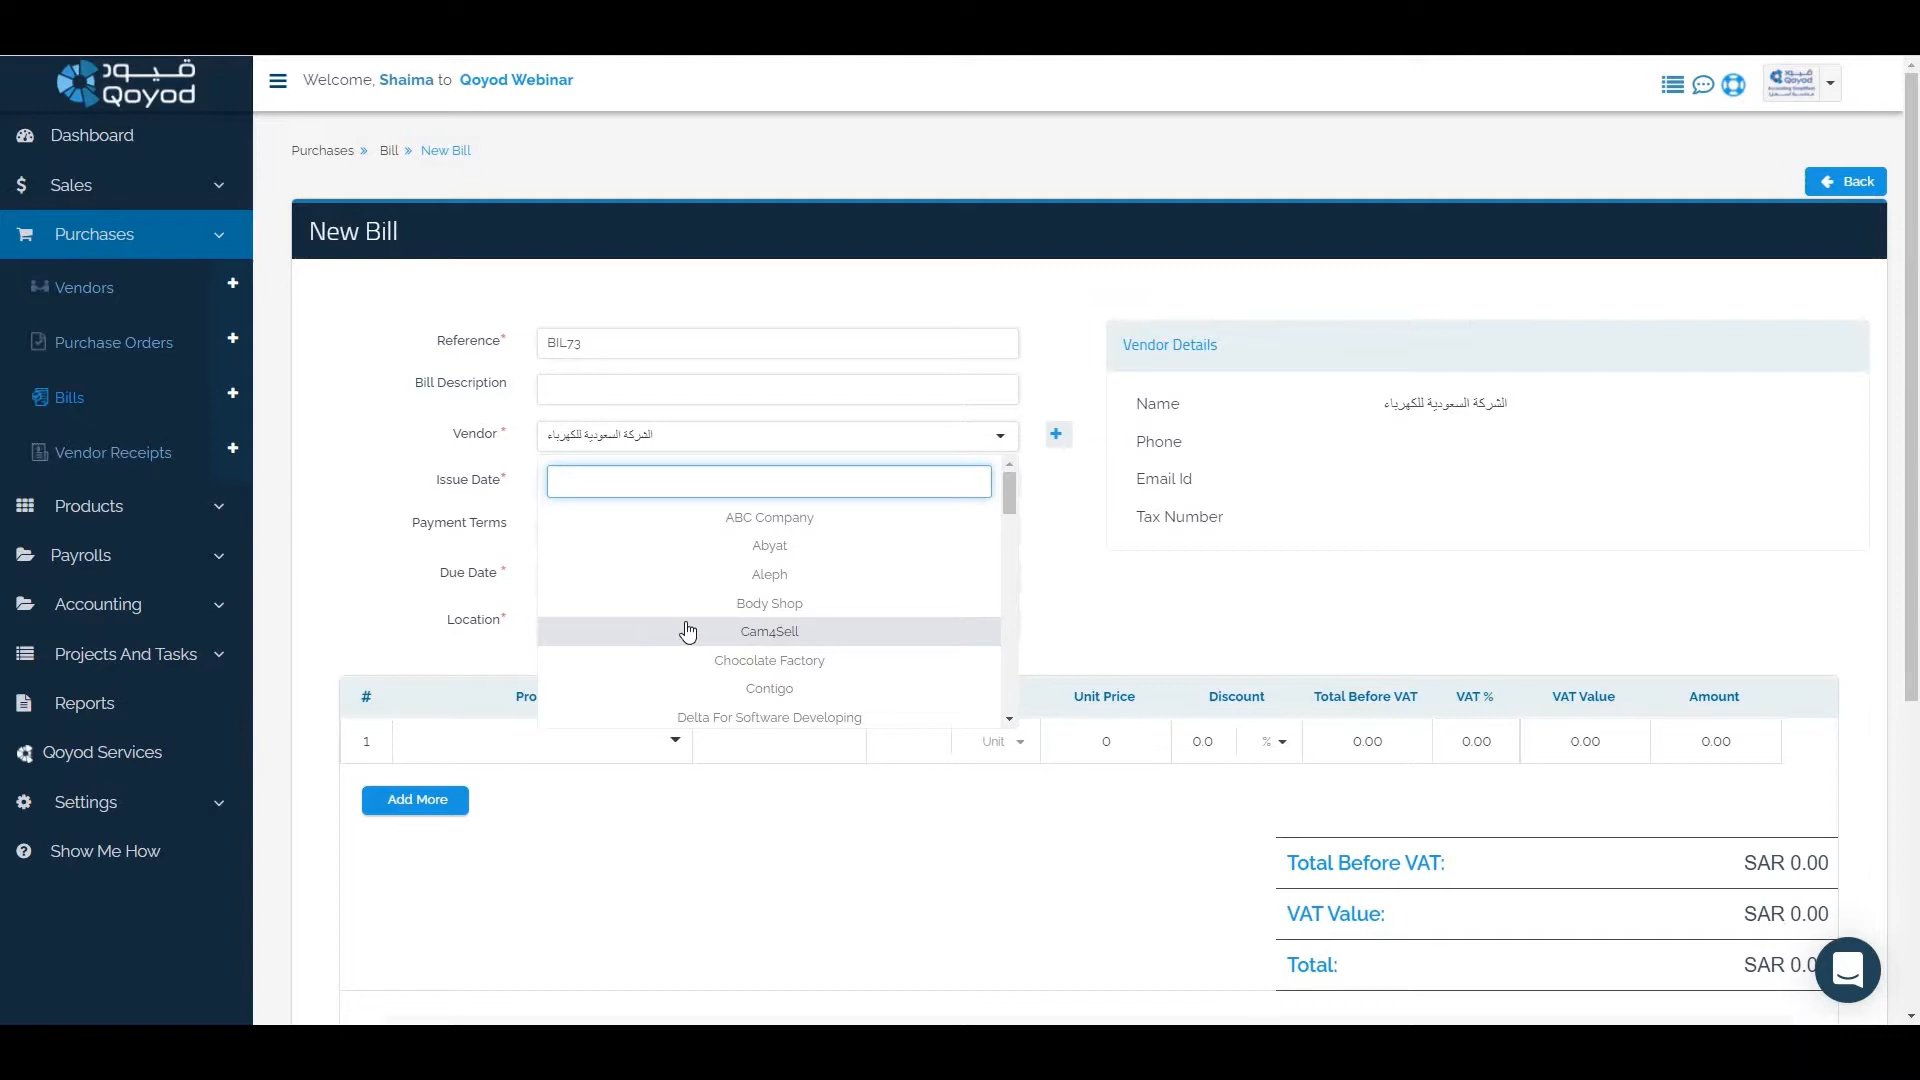 قيود
Qoyod
Welcome, Shaima to Qoyod Webinar
Dashboard
Sales
Purchases
Vendors
Purchase Orders
Bills
Vendor Receipts
Products
Payrolls
Accounting
Projects And Tasks
Reports
Qoyod Services
Settings
Show Me How
Purchases » Bill » New Bill
Back
New Bill
Reference*
BIL73
Bill Description
Vendor *
الشركة السعودية للكهرباء
Issue Date*
Payment Terms
Due Date *
Location*
ABC Company
Abyat
Aleph
Body Shop
Cam4Sell
Chocolate Factory
Contigo
Delta For Software Developing
Vendor Details
Name الشركة السعودية للكهرباء
Phone
Email Id
Tax Number
# Pro Unit Price Discount Total Before VAT VAT % VAT Value Amount
1 Unit 0 0.0 % 0.00 0.00 0.00 0.00
Add More
Total Before VAT: SAR 0.00
VAT Value: SAR 0.00
Total: SAR 0.0